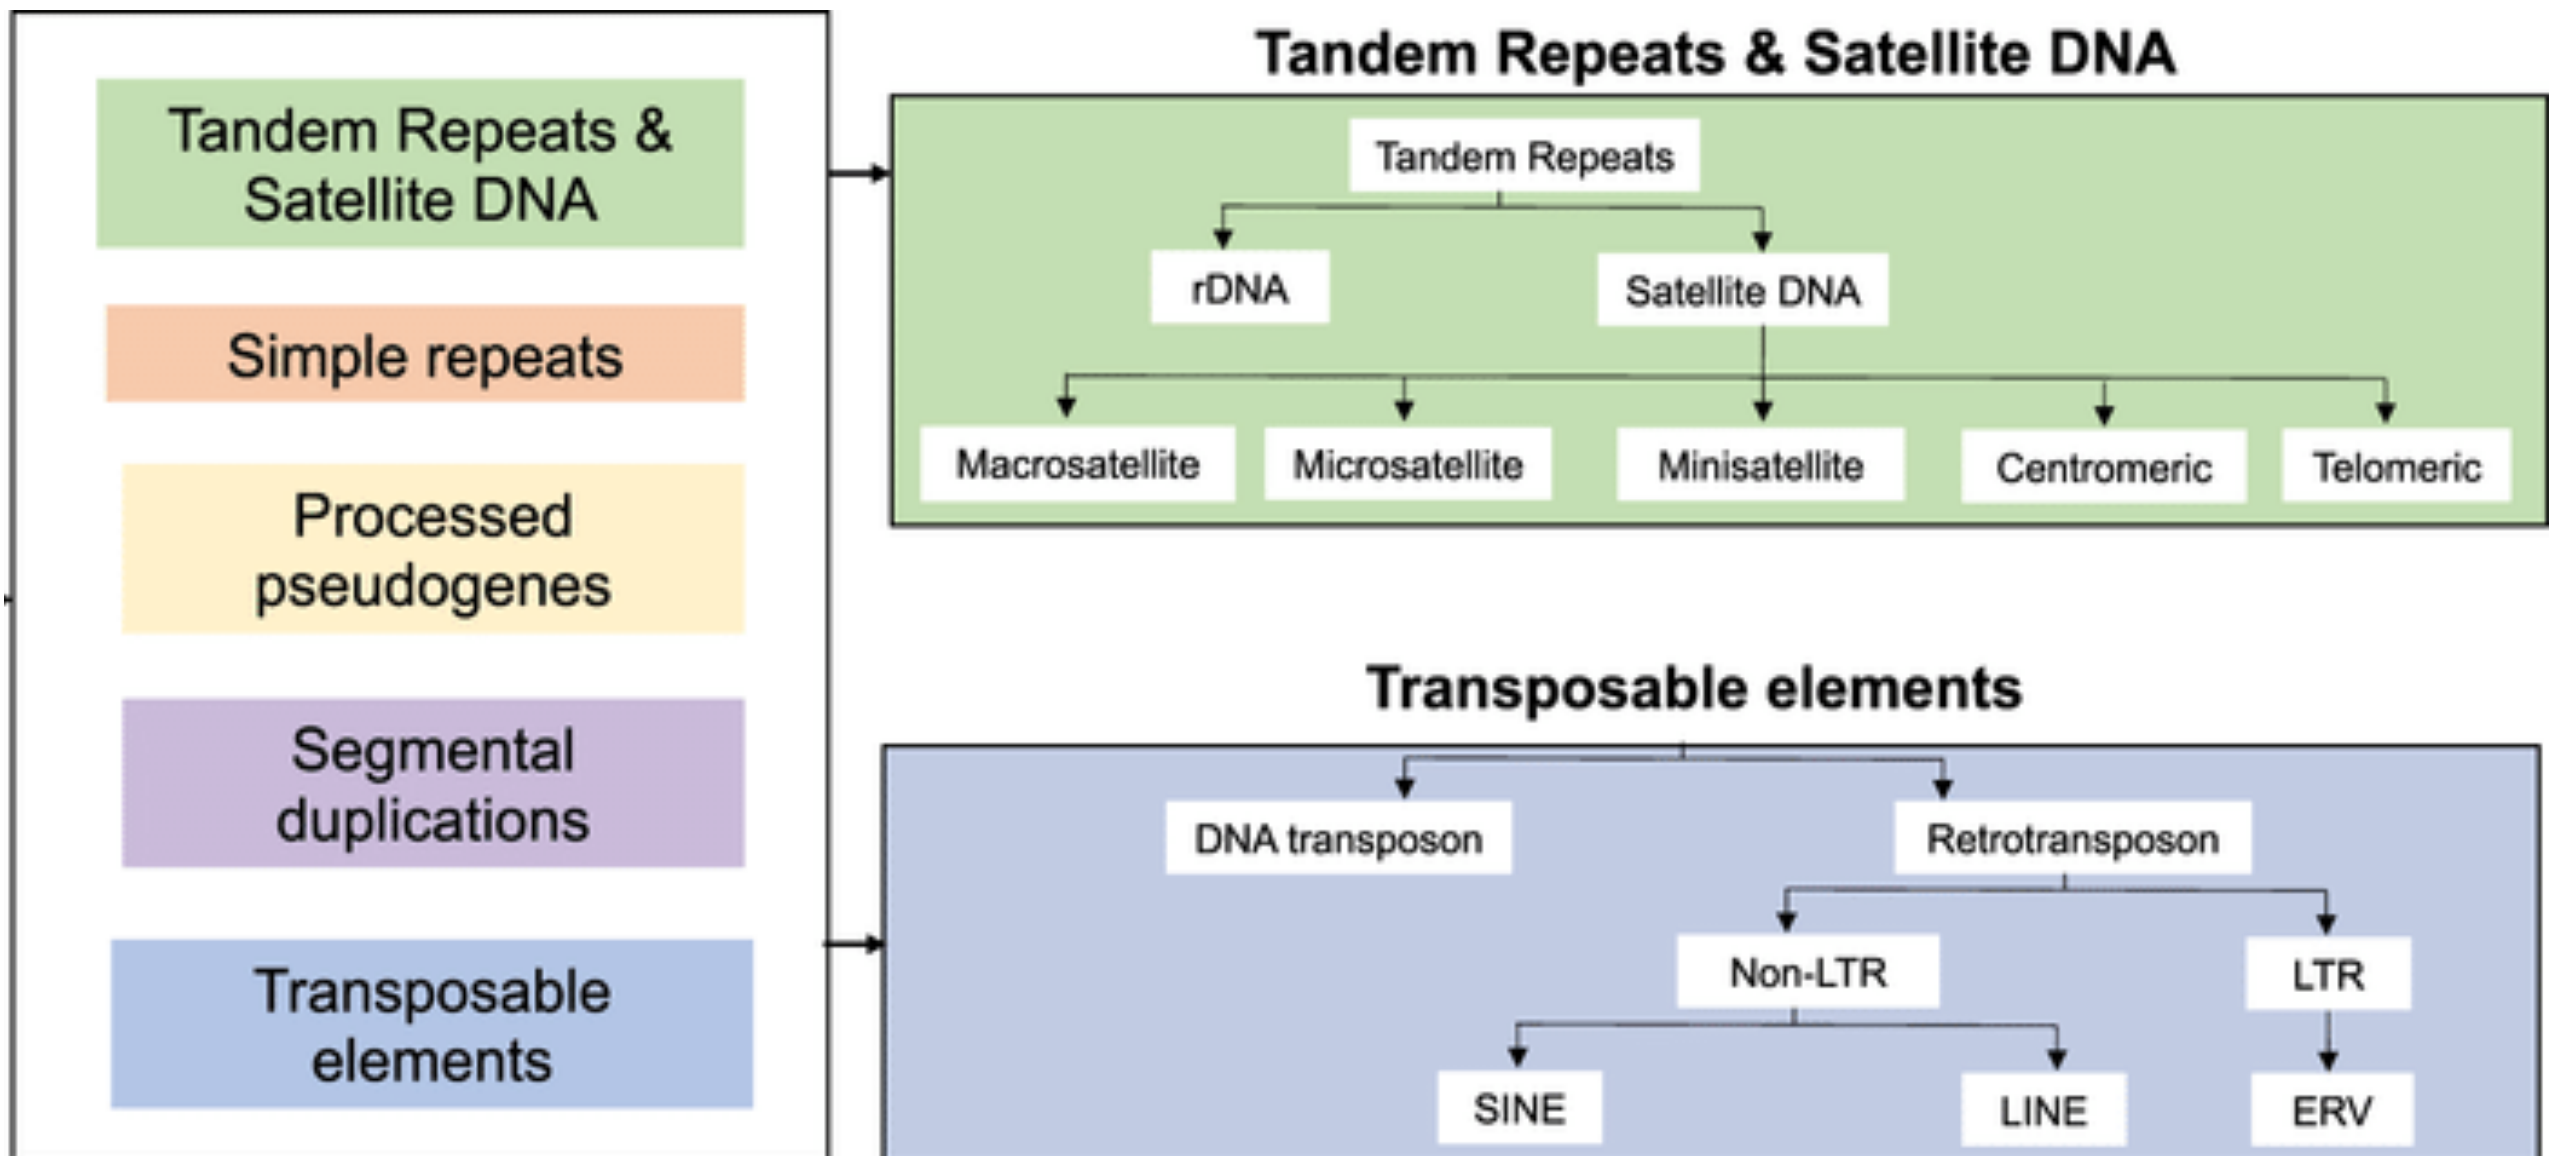 Tandem Repeats &
Satellite DNA
Simple repeats
Processed
pseudogenes
Segmental
duplications
Transposable
elements
Tandem Repeats & Satellite DNA
Tandem Repeats
rDNA
Satellite DNA
Macrosatellite
Microsatellite
Minisatellite
Centromeric
Telomeric
Transposable elements
DNA transposon
Retrotransposon
Non-LTR
LTR
SINE
LINE
ERV